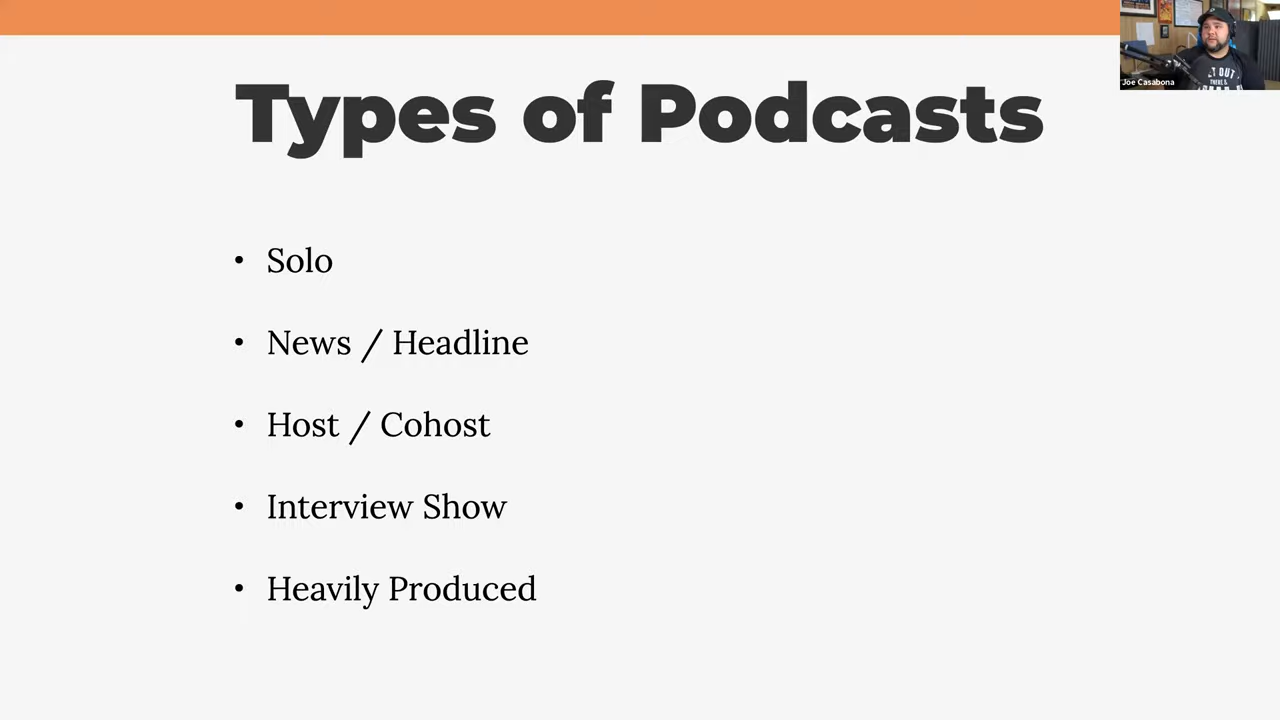 Types of Podcasts
Joe Casabona
• Solo
• News / Headline
• Host / Cohost
• Interview Show
• Heavily Produced